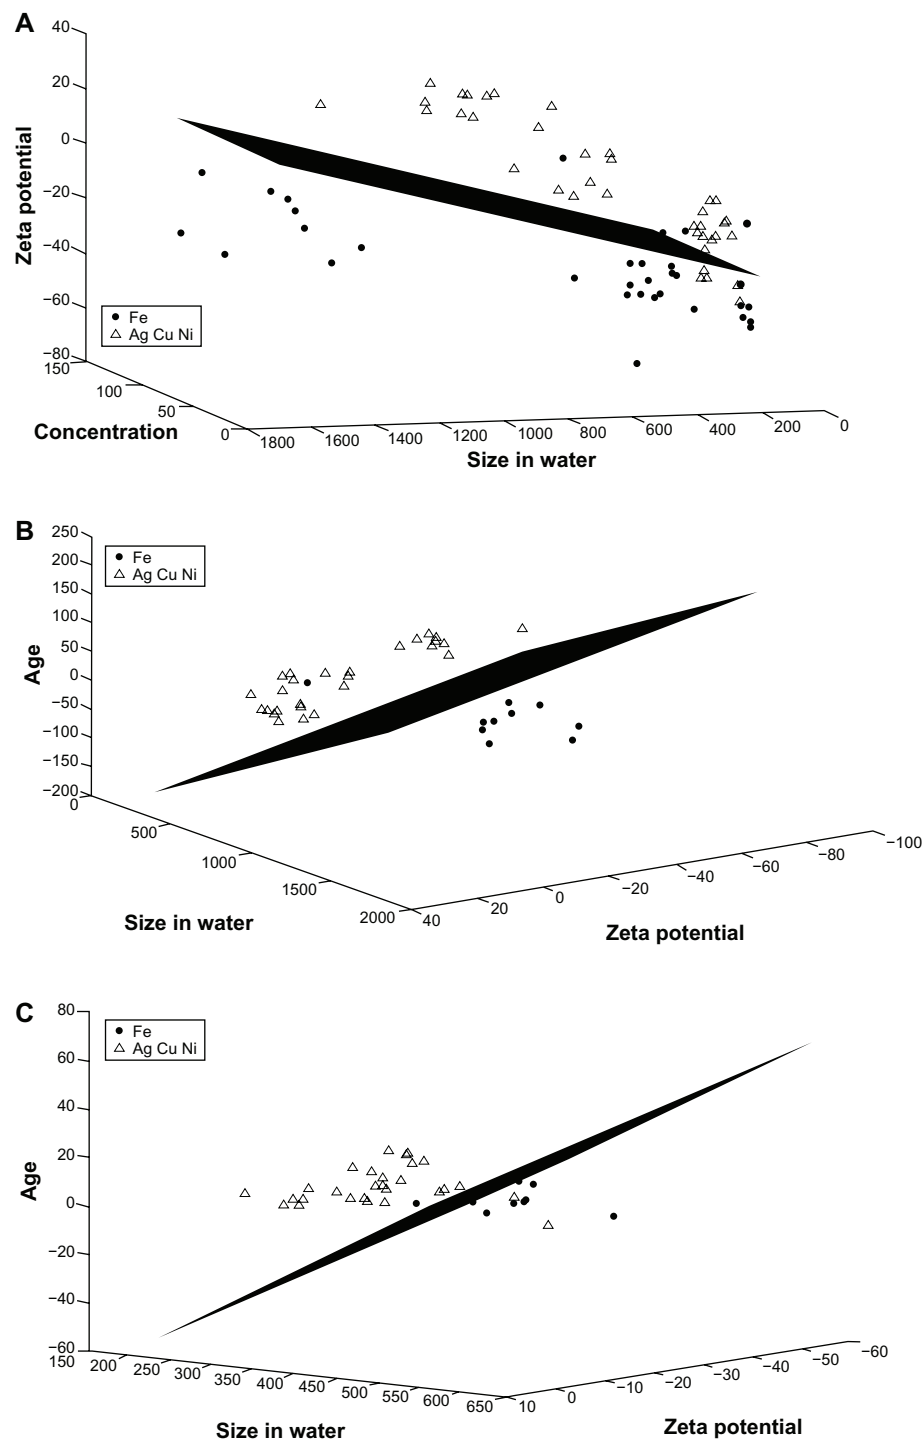 A
40
20
0
−20
−40
−60
−80
Zeta potential
Fe
Ag Cu Ni
150
100
50
0
Concentration
1800 1600 1400 1200 1000 800 600 400 200 0
Size in water
B
250
200
150
100
50
0
−50
−100
−150
−200
Age
Fe
Ag Cu Ni
0
500
1000
1500
2000
Size in water
40 20 0 −20 −40 −60 −80 −100
Zeta potential
C
80
60
40
20
0
−20
−40
−60
Age
Fe
Ag Cu Ni
150 200 250 300 350 400 450 500 550 600 650
Size in water
10 0 −10 −20 −30 −40 −50 −60
Zeta potential